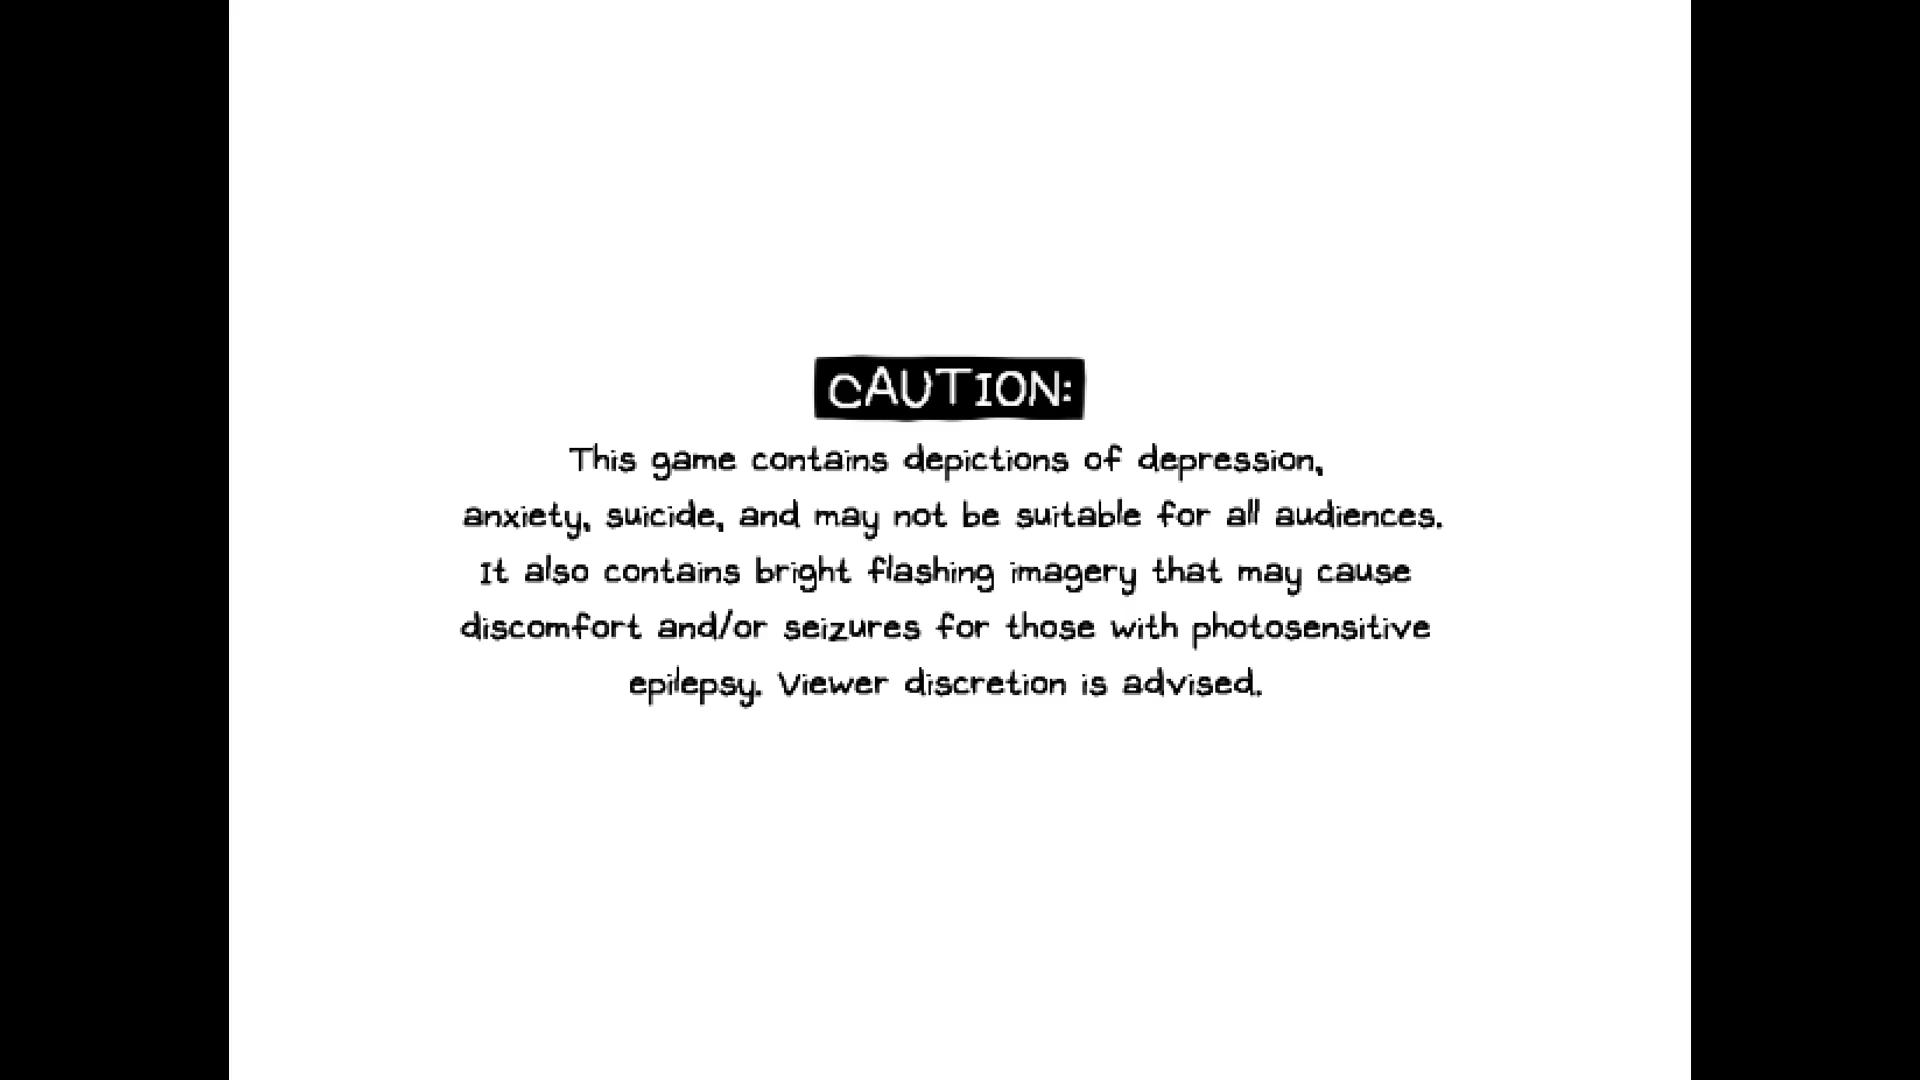 CAUTION:
This game contains depictions of depression,
anxiety, suicide, and may not be suitable for all audiences.
It also contains bright flashing imagery that may cause
discomfort and/or seizures for those with photosensitive
epilepsy. Viewer discretion is advised.